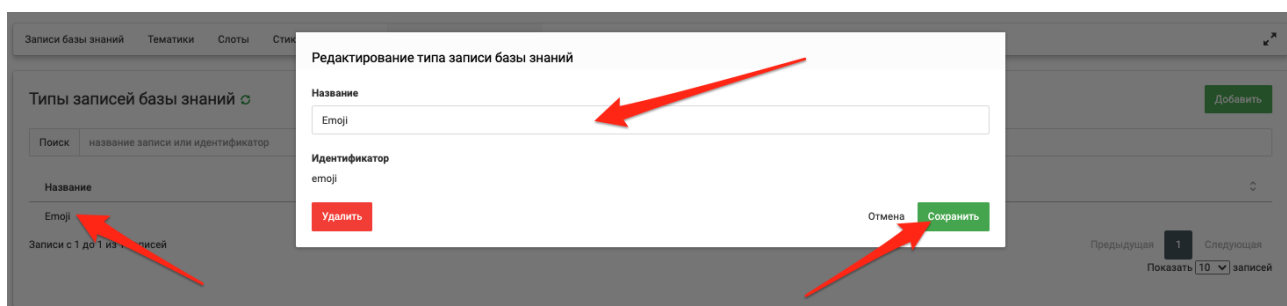 Записи базы знаний Тематики Слоты Стик
Редактирование типа записи базы знаний
Типы записей базы знаний
Добавить
Название
Emoji
Поиск название записи или идентификатор
Идентификатор
emoji
Название
Emoji
Удалить
Отмена Сохранить
Записи с 1 до 1 из
Предыдущая 1 Следующая
Показать 10 записей